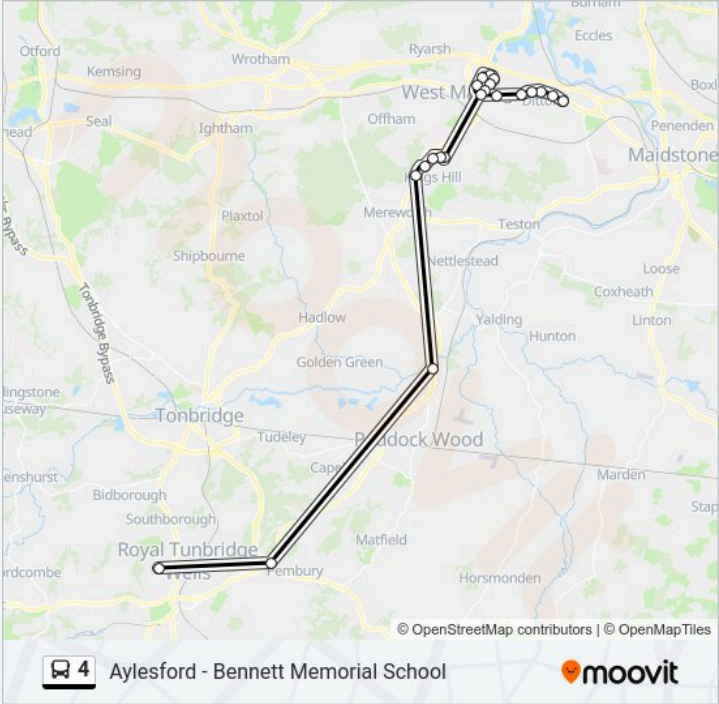 Burham
Eccles
Otford
Wrotham
Ryarsh
Kemsing
West M
Ditton
Boxl
Offham
Seal
Ightham
Penenden
Maidstone
Kings Hill
Plaxtol
Mereworth
Teston
Bypass
Nettlestead
Shipbourne
Loose
Coxheath
Tonbridge Bypass
Hadlow
Yalding
Linton
Hunton
Golden Green
Tonbridge
Tudeley
Paddock Wood
Cape
Marden
Bidborough
Southborough
Matfield
Royal Tunbridge
Wells
Pembury
Horsmonden
© OpenStreetMap contributors | © OpenMapTiles
4 Aylesford - Bennett Memorial School
moovit